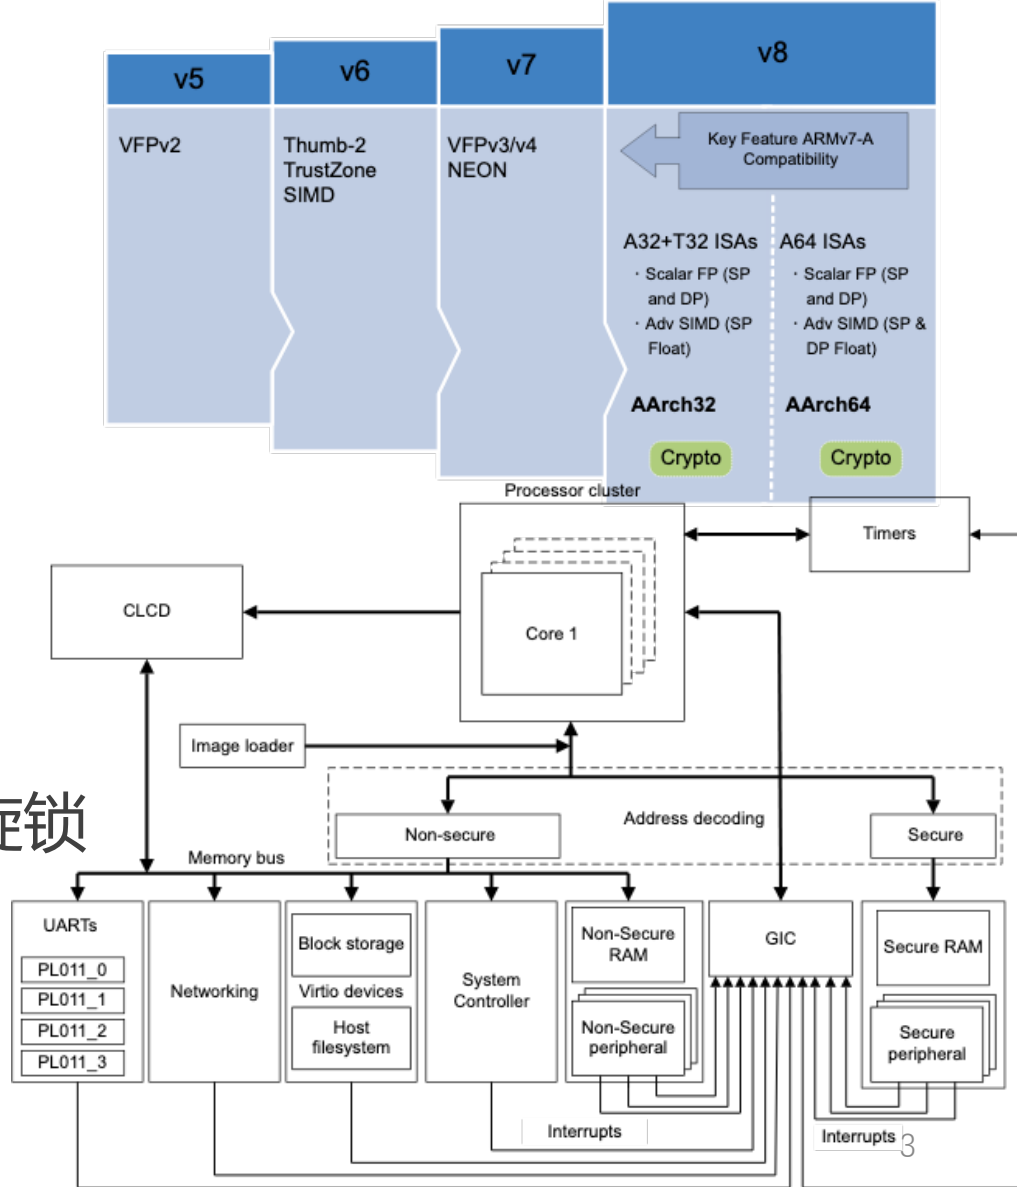 v5
v6
v7
v8
VFPv2
Thumb-2
TrustZone
SIMD
VFPv3/v4
NEON
Key Feature ARMv7-A
Compatibility
A32+T32 ISAs
· Scalar FP (SP
and DP)
· Adv SIMD (SP
Float)
AArch32
Crypto
A64 ISAs
· Scalar FP (SP
and DP)
· Adv SIMD (SP &
DP Float)
AArch64
Crypto
Processor cluster
Timers
CLCD
Core 1
Image loader
旋锁
Address decoding
Non-secure
Secure
Memory bus
UARTs
PL011_0
PL011_1
PL011_2
PL011_3
Networking
Block storage
Virtio devices
Host
filesystem
System
Controller
Non-Secure
RAM
Non-Secure
peripheral
GIC
Secure RAM
Secure
peripheral
Interrupts
Interrupts
3